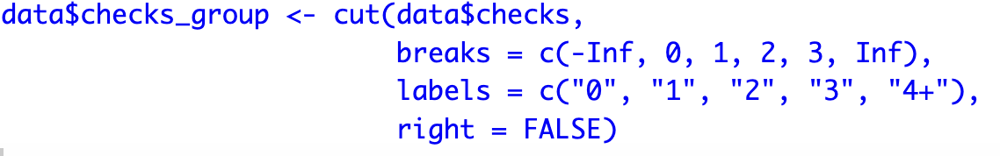 data$checks_group <- cut(data$checks,
breaks = c(-Inf, 0, 1, 2, 3, Inf),
labels = c("0", "1", "2", "3", "4+"),
right = FALSE)